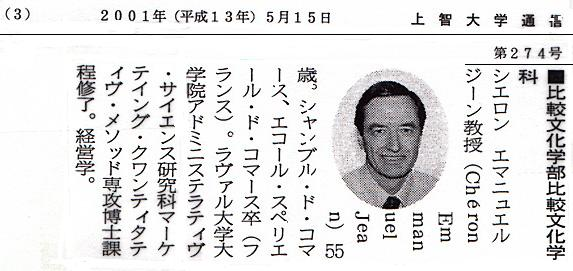 （3）
２００１年（平成１３年）５月１５日
上智大学通信
第２７４号
■比較文化学部比較文化学
科
シエロン　エマニュエル
ジーン教授（Chéron
Em
man
uel
Jea
n）55
歳。シャンブル・ド・コマ
ース、エコール・スペリエ
ール・ド・コマース卒（フ
ランス）。ラヴァル大学大
学院アドミニステラティヴ
・サイエンス研究科マーケ
テイング・クワンティタテ
ィヴ・メソッド専攻博士課
程修了。経営学。